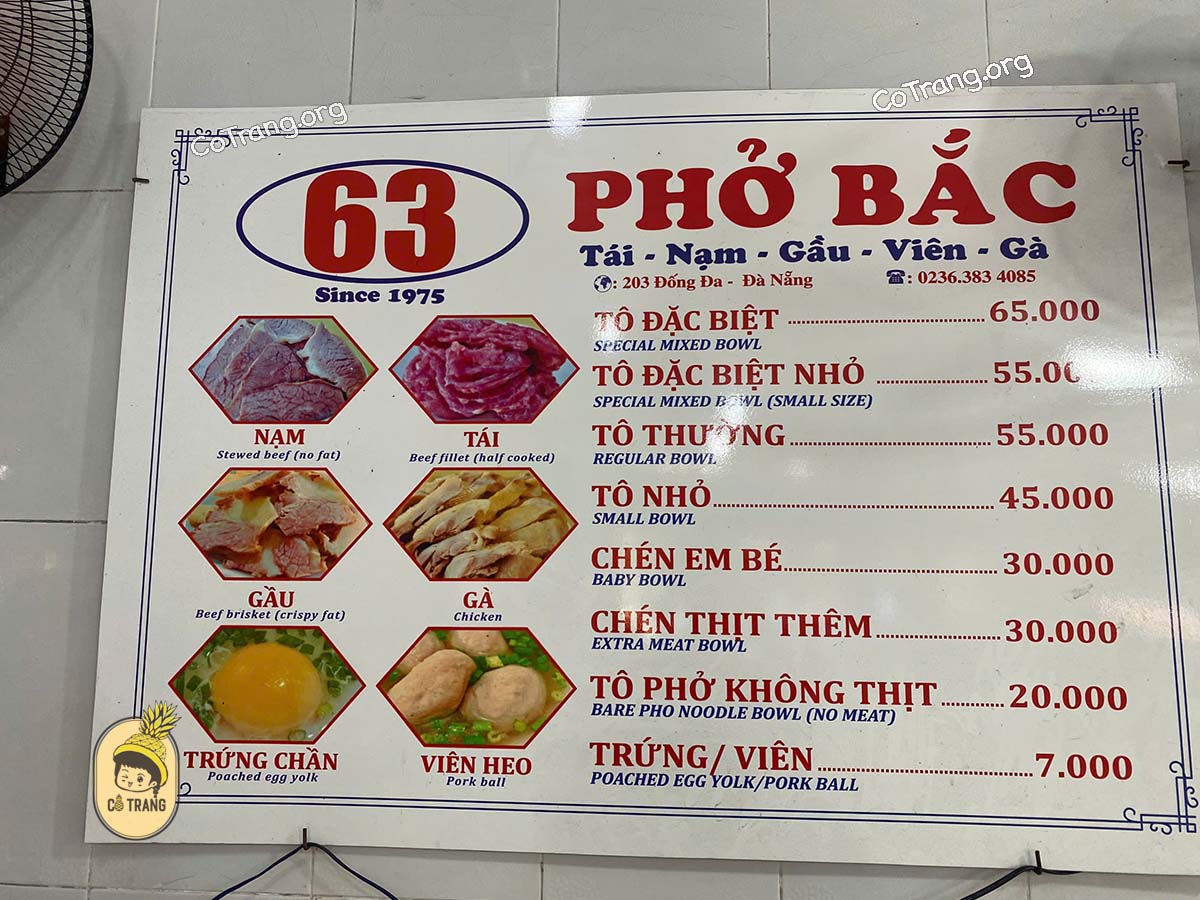 CoTrang.org
CoTrang.org
63
Since 1975
PHỞ BẮC
Tái - Nạm - Gầu - Viên - Gà
: 203 Đống Đa - Đà Nẵng
: 0236.383 4085
NẠM
Stewed beef (no fat)
TÁI
Beef fillet (half cooked)
GẦU
Beef brisket (crispy fat)
GÀ
Chicken
TRỨNG CHẦN
Poached egg yolk
VIÊN HEO
Pork ball
TÔ ĐẶC BIỆT ........ 65.000
SPECIAL MIXED BOWL
TÔ ĐẶC BIỆT NHỎ ........ 55.00
SPECIAL MIXED BOWL (SMALL SIZE)
TÔ THƯỜNG ........ 55.000
REGULAR BOWL
TÔ NHỎ ........ 45.000
SMALL BOWL
CHÉN EM BÉ ........ 30.000
BABY BOWL
CHÉN THỊT THÊM ........ 30.000
EXTRA MEAT BOWL
TÔ PHỞ KHÔNG THỊT ........ 20.000
BARE PHO NOODLE BOWL (NO MEAT)
TRỨNG/ VIÊN ........ 7.000
POACHED EGG YOLK/PORK BALL
CÔ TRANG